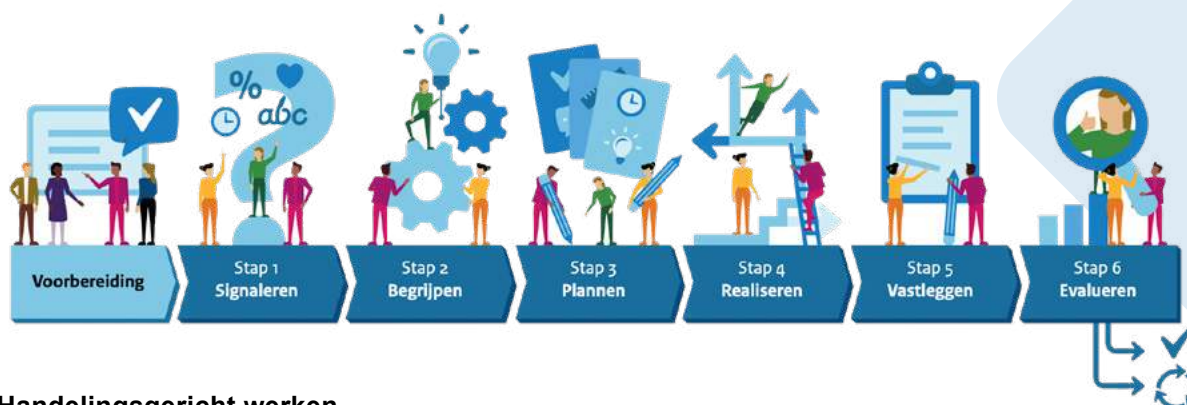 %
abc
Voorbereiding
Stap 1
Signaleren
Stap 2
Begrijpen
Stap 3
Plannen
Stap 4
Realiseren
Stap 5
Vastleggen
Stap 6
Evalueren
Handelingsgericht werken